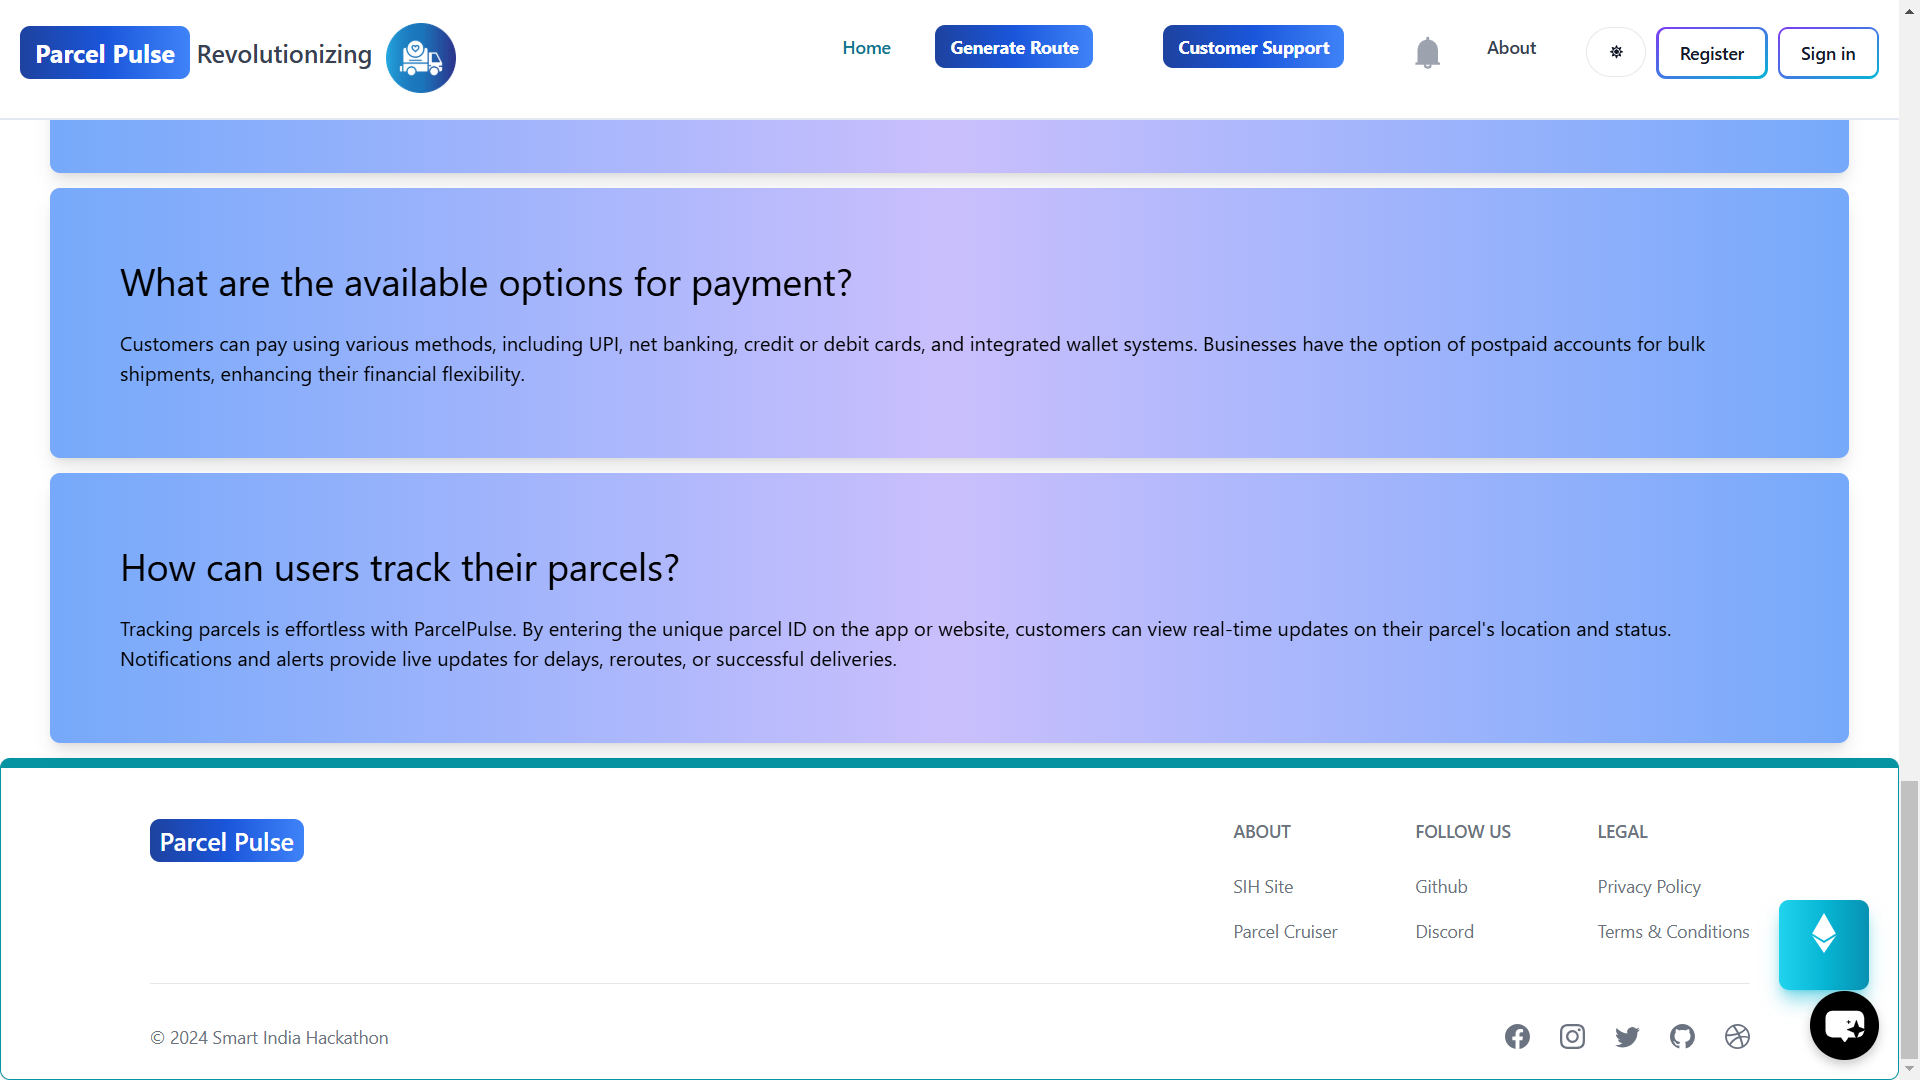 Parcel Pulse Revolutionizing
Home
Generate Route
Customer Support
About
Register
Sign in
What are the available options for payment?
Customers can pay using various methods, including UPI, net banking, credit or debit cards, and integrated wallet systems. Businesses have the option of postpaid accounts for bulk
shipments, enhancing their financial flexibility.
How can users track their parcels?
Tracking parcels is effortless with ParcelPulse. By entering the unique parcel ID on the app or website, customers can view real-time updates on their parcel's location and status.
Notifications and alerts provide live updates for delays, reroutes, or successful deliveries.
Parcel Pulse
ABOUT
SIH Site
Parcel Cruiser
FOLLOW US
Github
Discord
LEGAL
Privacy Policy
Terms & Conditions
© 2024 Smart India Hackathon